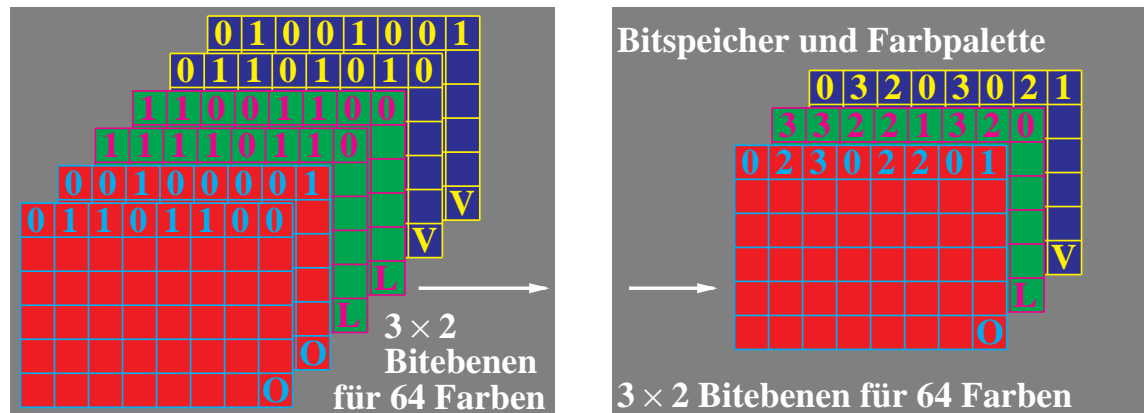 0 1 0 0 1 0 0 1
0 1 1 0 1 0 1 0
1 1 0 0 1 1 0 0
1 1 1 1 0 1 1 0
0 0 1 0 0 0 0 1
0 1 1 0 1 1 0 0
V
V
L
L
O
O
3 × 2
Bitebenen
für 64 Farben
Bitspeicher und Farbpalette
0 3 2 0 3 0 2 1
3 3 2 2 1 3 2 0
0 2 3 0 2 2 0 1
V
L
O
3 × 2 Bitebenen für 64 Farben